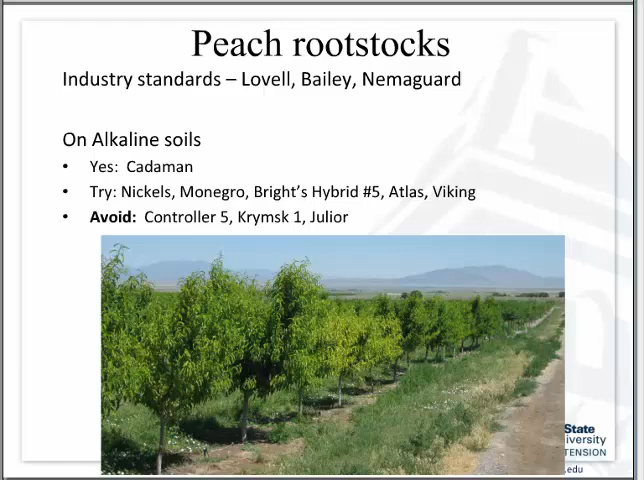 Peach rootstocks
Industry standards – Lovell, Bailey, Nemaguard
On Alkaline soils
• Yes: Cadaman
• Try: Nickels, Monegro, Bright's Hybrid #5, Atlas, Viking
• Avoid: Controller 5, Krymsk 1, Julior
State
iversity
TENSION
.edu